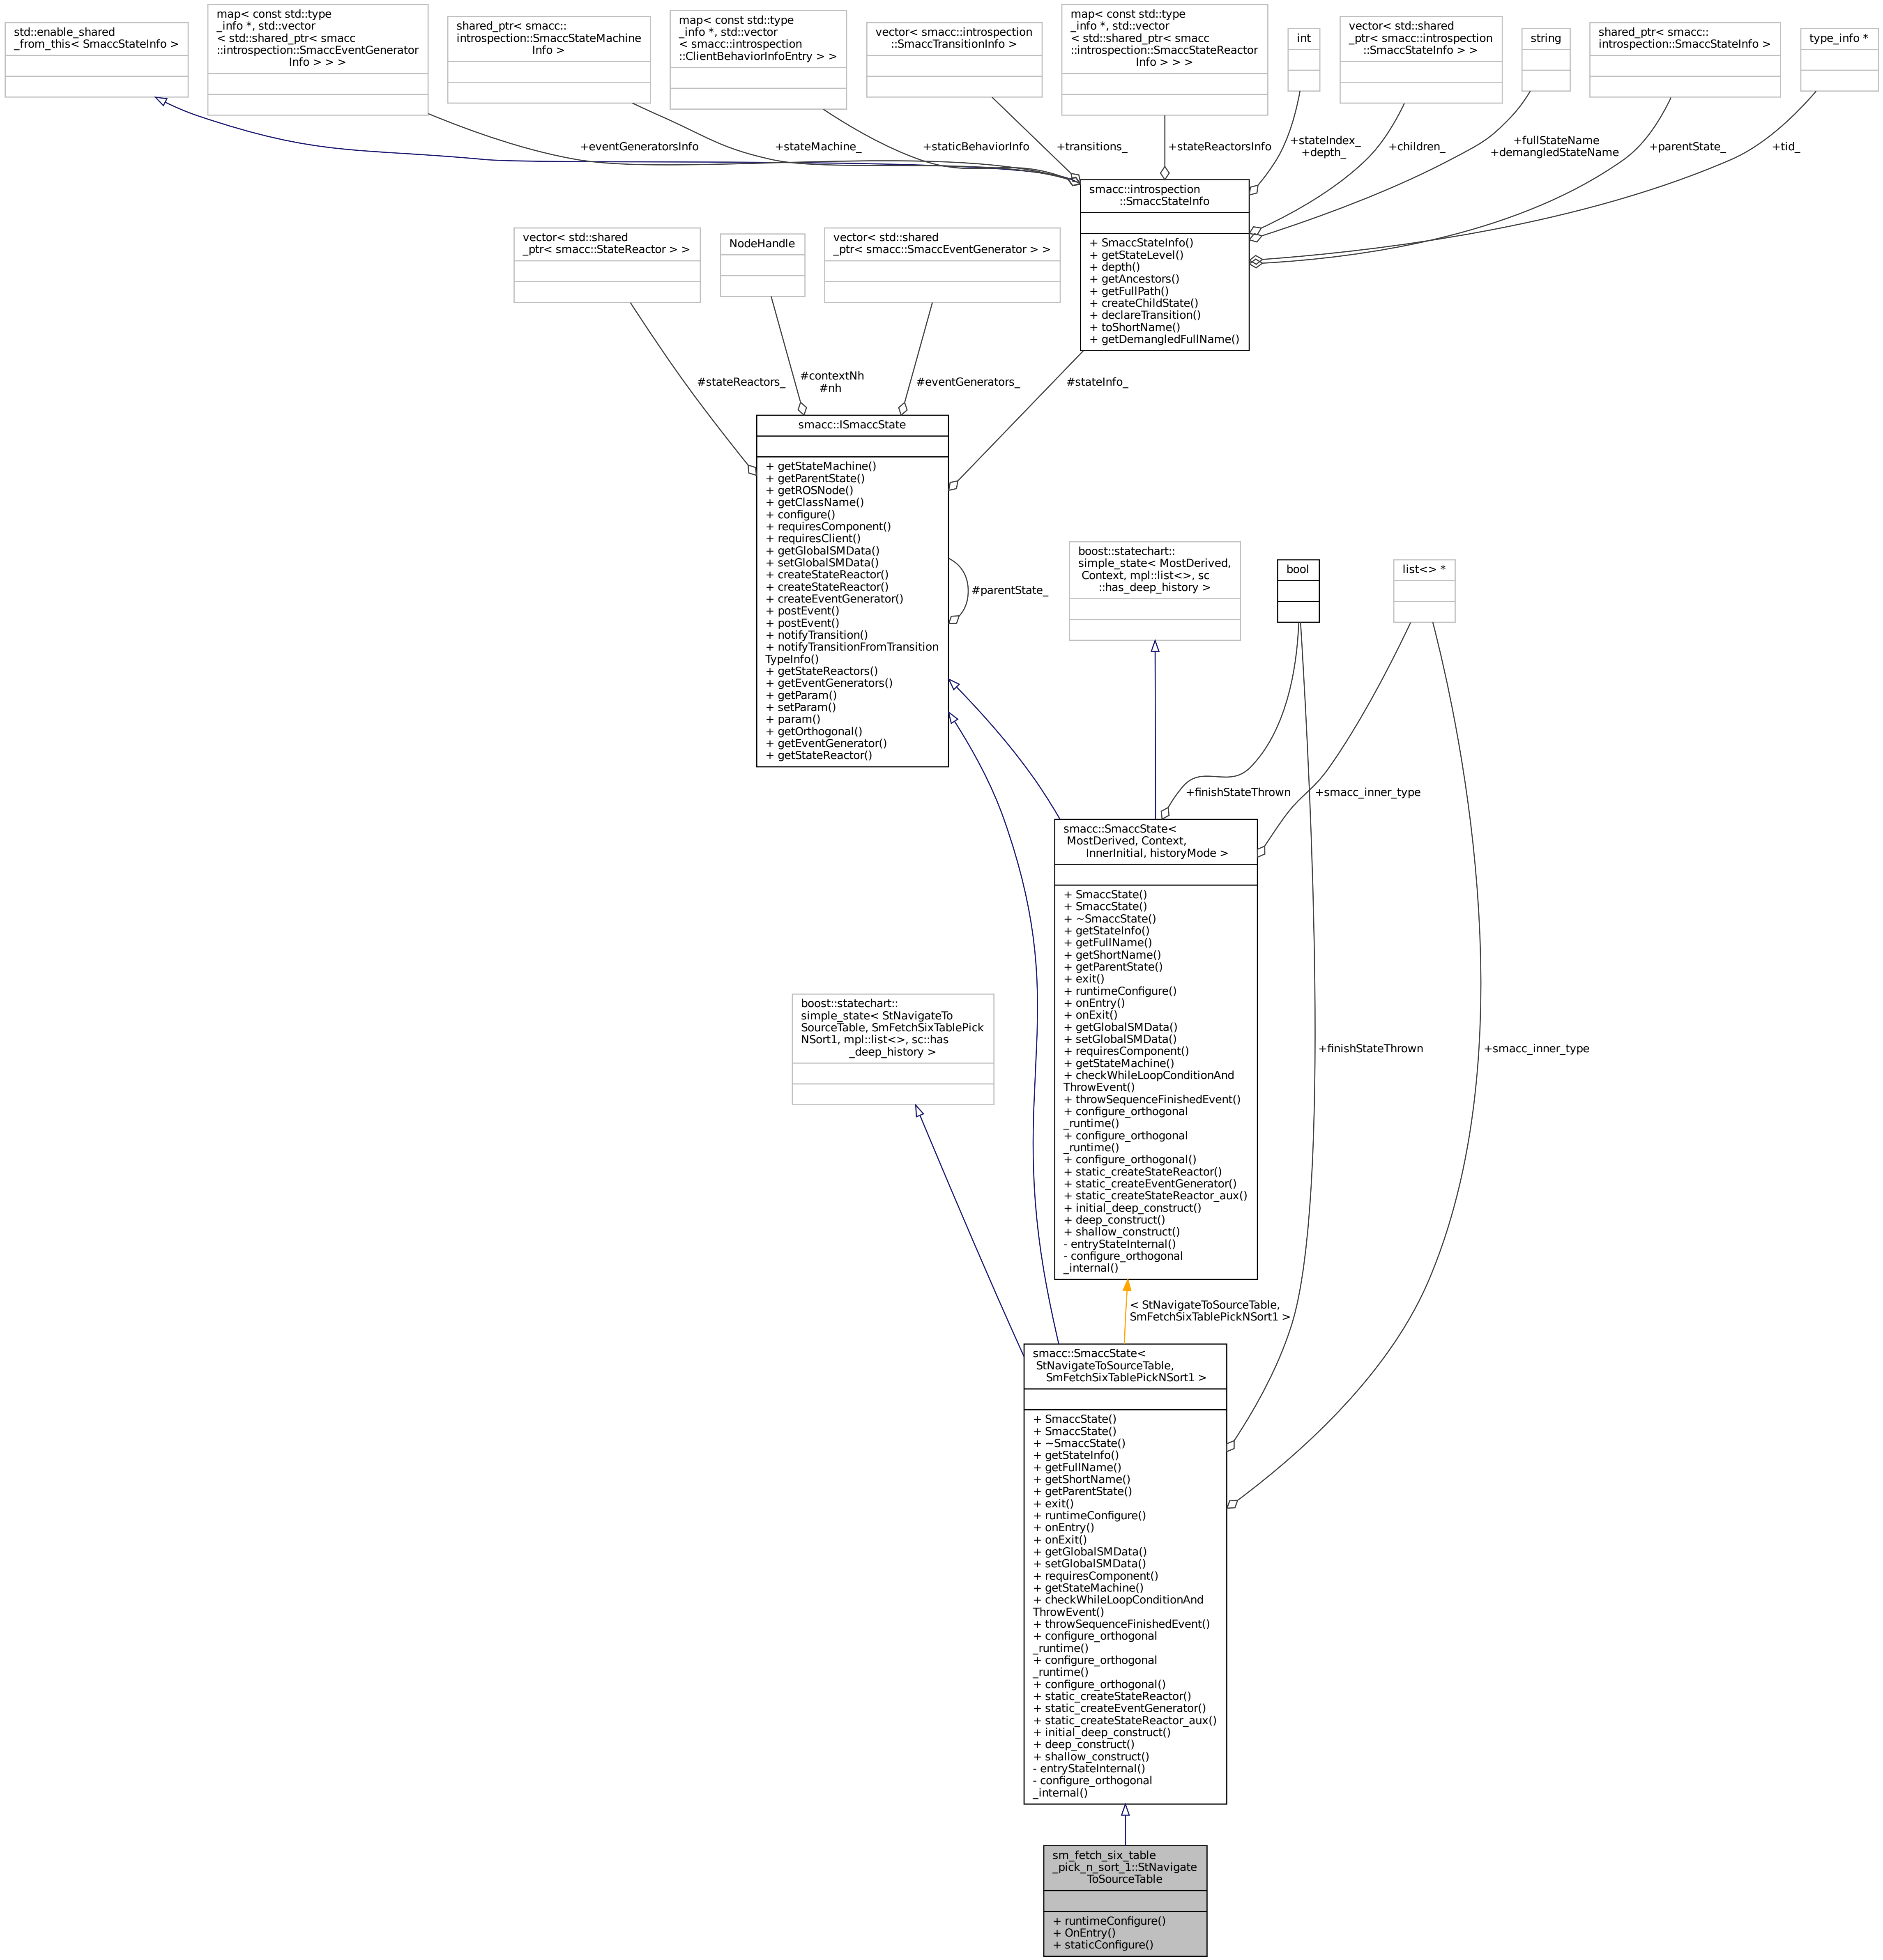 std::enable_shared
_from_this< SmaccStateInfo >
map< const std::type
_info *, std::vector
< std::shared_ptr< smacc
::introspection::SmaccEventGenerator
Info > > >
shared_ptr< smacc::
introspection::SmaccStateMachine
Info >
map< const std::type
_info *, std::vector
< smacc::introspection
::ClientBehaviorInfoEntry > >
vector< smacc::introspection
::SmaccTransitionInfo >
map< const std::type
_info *, std::vector
< std::shared_ptr< smacc
::introspection::SmaccStateReactor
Info > > >
int
vector< std::shared
_ptr< smacc::introspection
::SmaccStateInfo > >
string
shared_ptr< smacc::
introspection::SmaccStateInfo >
type_info *
+eventGeneratorsInfo
+stateMachine_
+staticBehaviorInfo
+transitions_
+stateReactorsInfo
+stateIndex_
+depth_
+children_
+fullStateName
+demangledStateName
+parentState_
+tid_
smacc::introspection
::SmaccStateInfo
+ SmaccStateInfo()
+ getStateLevel()
+ depth()
+ getAncestors()
+ getFullPath()
+ createChildState()
+ declareTransition()
+ toShortName()
+ getDemangledFullName()
vector< std::shared
_ptr< smacc::StateReactor > >
NodeHandle
vector< std::shared
_ptr< smacc::SmaccEventGenerator > >
#stateReactors_
#contextNh
#nh
#eventGenerators_
#stateInfo_
smacc::ISmaccState
+ getStateMachine()
+ getParentState()
+ getROSNode()
+ getClassName()
+ configure()
+ requiresComponent()
+ requiresClient()
+ getGlobalSMData()
+ setGlobalSMData()
+ createStateReactor()
+ createStateReactor()
+ createEventGenerator()
+ postEvent()
+ postEvent()
+ notifyTransition()
+ notifyTransitionFromTransition
TypeInfo()
+ getStateReactors()
+ getEventGenerators()
+ getParam()
+ setParam()
+ param()
+ getOrthogonal()
+ getEventGenerator()
+ getStateReactor()
#parentState_
boost::statechart::
simple_state< MostDerived,
Context, mpl::list<>, sc
::has_deep_history >
bool
list<> *
+finishStateThrown
+smacc_inner_type
smacc::SmaccState<
MostDerived, Context,
InnerInitial, historyMode >
+ SmaccState()
+ SmaccState()
+ ~SmaccState()
+ getStateInfo()
+ getFullName()
+ getShortName()
+ getParentState()
+ exit()
+ runtimeConfigure()
+ onEntry()
+ onExit()
+ getGlobalSMData()
+ setGlobalSMData()
+ requiresComponent()
+ getStateMachine()
+ checkWhileLoopConditionAnd
ThrowEvent()
+ throwSequenceFinishedEvent()
+ configure_orthogonal
_runtime()
+ configure_orthogonal
_runtime()
+ configure_orthogonal()
+ static_createStateReactor()
+ static_createEventGenerator()
+ static_createStateReactor_aux()
+ initial_deep_construct()
+ deep_construct()
+ shallow_construct()
- entryStateInternal()
- configure_orthogonal
_internal()
boost::statechart::
simple_state< StNavigateTo
SourceTable, SmFetchSixTablePick
NSort1, mpl::list<>, sc::has
_deep_history >
+finishStateThrown
+smacc_inner_type
< StNavigateToSourceTable,
SmFetchSixTablePickNSort1 >
smacc::SmaccState<
StNavigateToSourceTable,
SmFetchSixTablePickNSort1 >
+ SmaccState()
+ SmaccState()
+ ~SmaccState()
+ getStateInfo()
+ getFullName()
+ getShortName()
+ getParentState()
+ exit()
+ runtimeConfigure()
+ onEntry()
+ onExit()
+ getGlobalSMData()
+ setGlobalSMData()
+ requiresComponent()
+ getStateMachine()
+ checkWhileLoopConditionAnd
ThrowEvent()
+ throwSequenceFinishedEvent()
+ configure_orthogonal
_runtime()
+ configure_orthogonal
_runtime()
+ configure_orthogonal()
+ static_createStateReactor()
+ static_createEventGenerator()
+ static_createStateReactor_aux()
+ initial_deep_construct()
+ deep_construct()
+ shallow_construct()
- entryStateInternal()
- configure_orthogonal
_internal()
sm_fetch_six_table
_pick_n_sort_1::StNavigate
ToSourceTable
+ runtimeConfigure()
+ OnEntry()
+ staticConfigure()